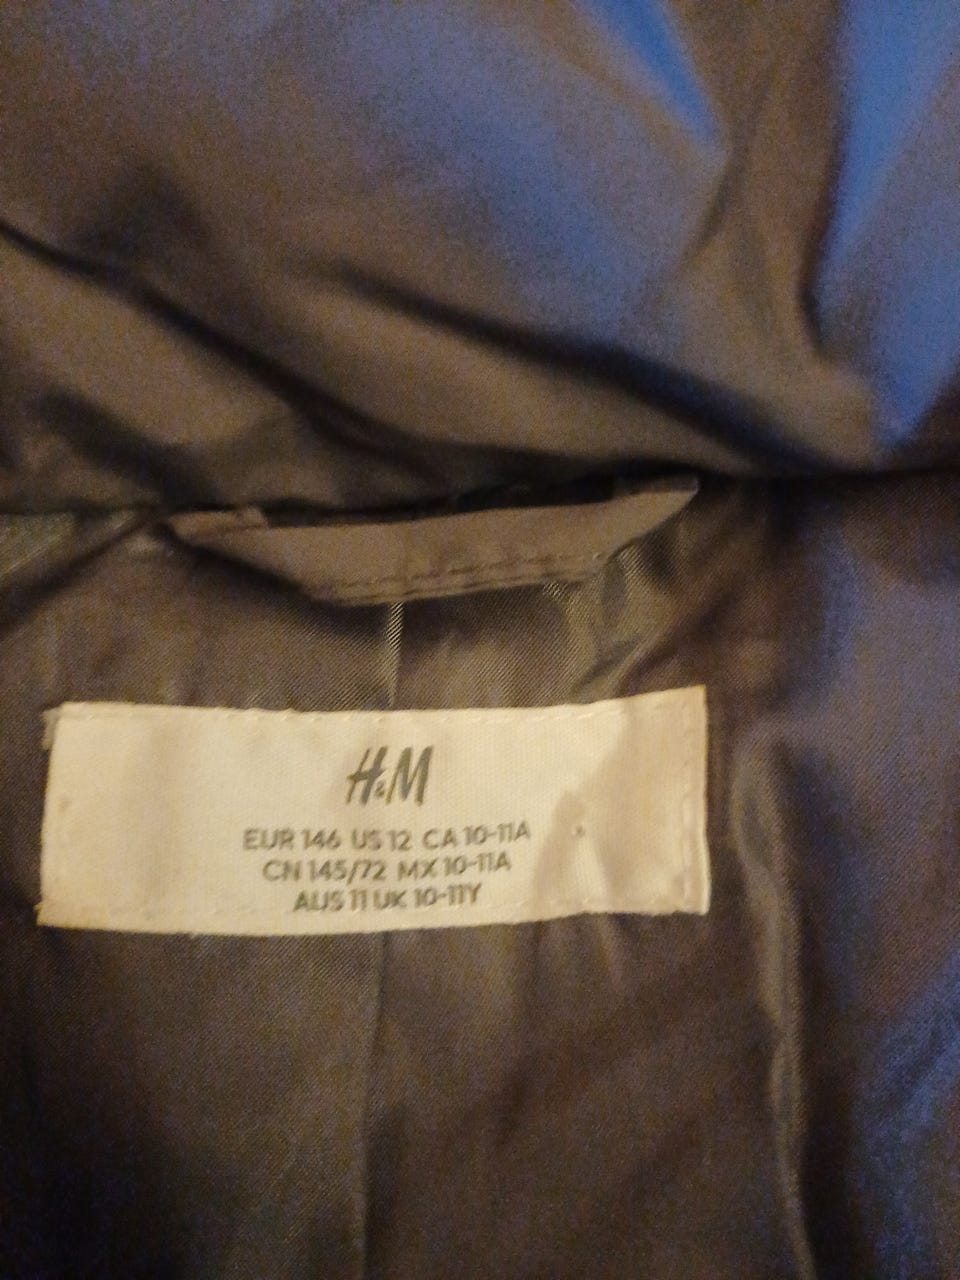 H&M
EUR 146 US 12 CA 10-11A
CN 145/72 MX 10-11A
AUS 11 UK 10-11Y